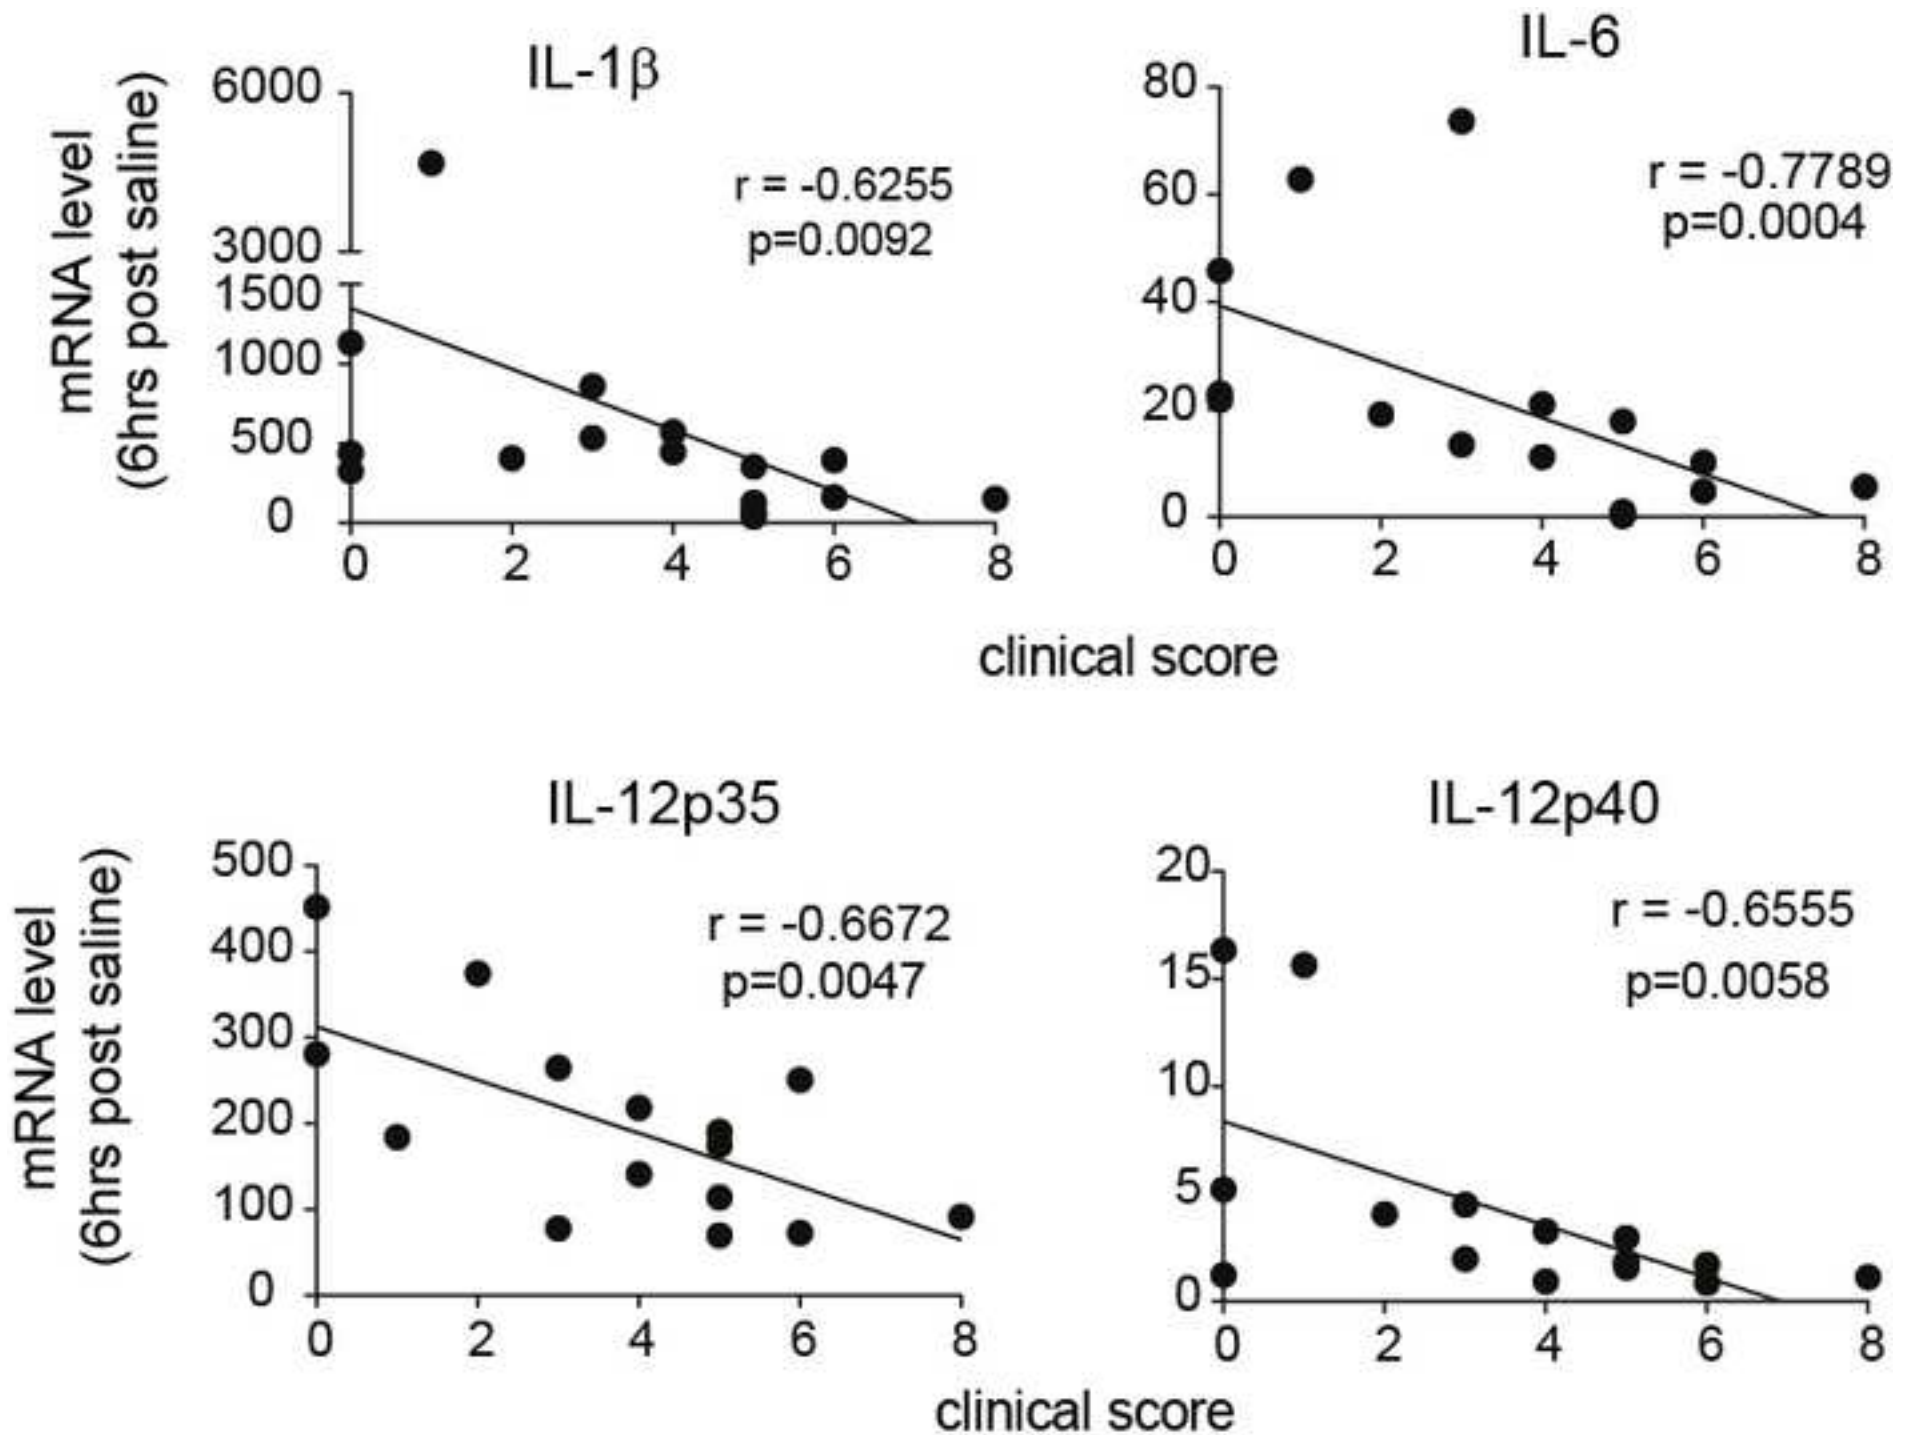 IL-1β
mRNA level
(6hrs post saline)
6000
3000
1500
1000
500
0
r = -0.6255
p=0.0092
0 2 4 6 8
IL-6
80
60
40
20
0
r = -0.7789
p=0.0004
0 2 4 6 8
clinical score
IL-12p35
mRNA level
(6hrs post saline)
500
400
300
200
100
0
r = -0.6672
p=0.0047
0 2 4 6 8
IL-12p40
20
15
10
5
0
r = -0.6555
p=0.0058
0 2 4 6 8
clinical score